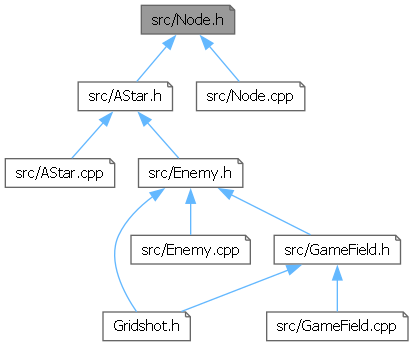 src/Node.h
src/AStar.h
src/Node.cpp
src/AStar.cpp
src/Enemy.h
src/Enemy.cpp
src/GameField.h
Gridshot.h
src/GameField.cpp